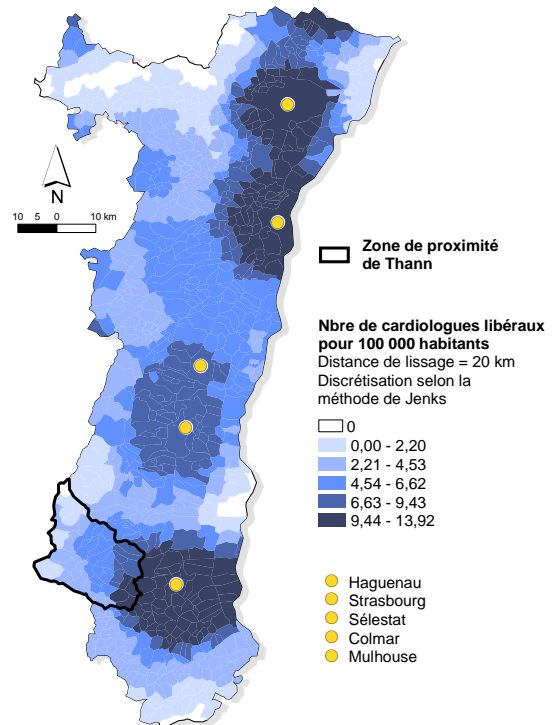 N
10 5 0 10 km
Zone de proximité
de Thann
Nbre de cardiologues libéraux
pour 100 000 habitants
Distance de lissage = 20 km
Discrétisation selon la
méthode de Jenks
0
0,00 - 2,20
2,21 - 4,53
4,54 - 6,62
6,63 - 9,43
9,44 - 13,92
Haguenau
Strasbourg
Sélestat
Colmar
Mulhouse